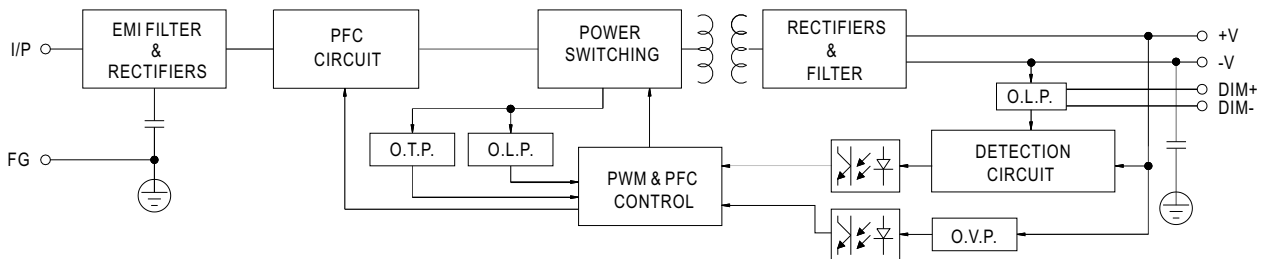 I/P
EMI FILTER
&
RECTIFIERS
PFC
CIRCUIT
POWER
SWITCHING
RECTIFIERS
&
FILTER
+V
-V
O.L.P.
DIM+
DIM-
FG
O.T.P.
O.L.P.
PWM & PFC
CONTROL
DETECTION
CIRCUIT
O.V.P.